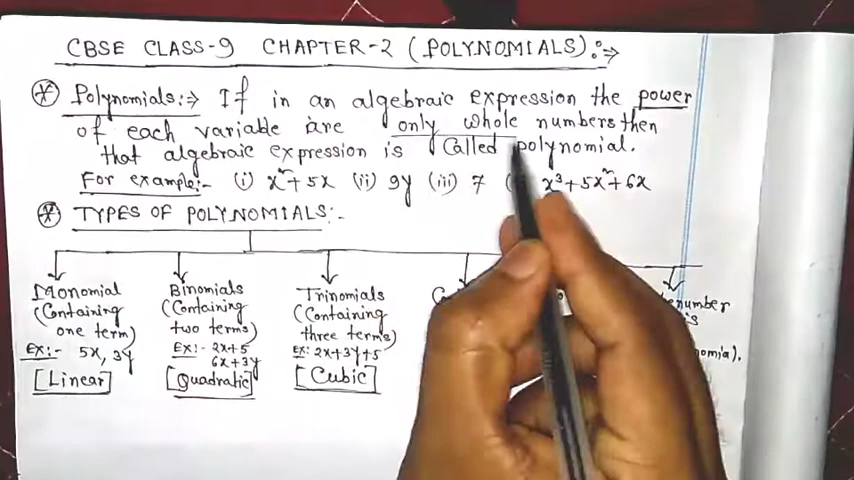 CBSE CLASS-9 CHAPTER-2 (POLYNOMIALS):⇒
Polynomials:⇒ If in an algebraic expression the power
of each variable are only whole numbers then
that algebraic expression is called polynomial.
For example:- (i) x²+5x (ii) 9y (iii) 7 x³+5x²+6x
TYPES OF POLYNOMIALS:-
Monomial
(Containing
one term)
EX:- 5x, 3y
[Linear]
Binomials
(Containing
two terms)
EX:- 2x+5
6x+3y
[Quadratic]
Trinomials
(Containing
three terms)
EX: 2x+3y+5
[Cubic]
number